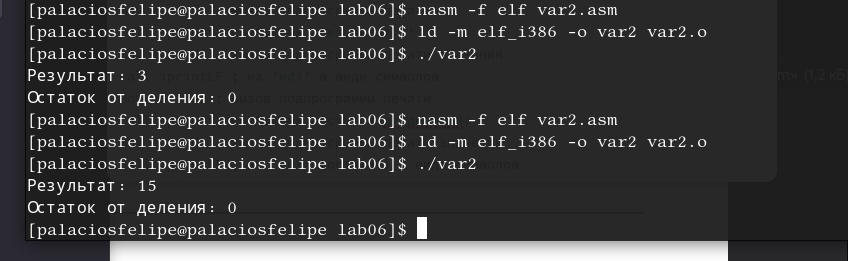 [palaciosfelipe@palaciosfelipe lab06]$ nasm -f elf var2.asm
[palaciosfelipe@palaciosfelipe lab06]$ ld -m elf_i386 -o var2 var2.o
[palaciosfelipe@palaciosfelipe lab06]$ ./var2
Результат: 3
Остаток от деления: 0
[palaciosfelipe@palaciosfelipe lab06]$ nasm -f elf var2.asm
[palaciosfelipe@palaciosfelipe lab06]$ ld -m elf_i386 -o var2 var2.o
[palaciosfelipe@palaciosfelipe lab06]$ ./var2
Результат: 15
Остаток от деления: 0
[palaciosfelipe@palaciosfelipe lab06]$